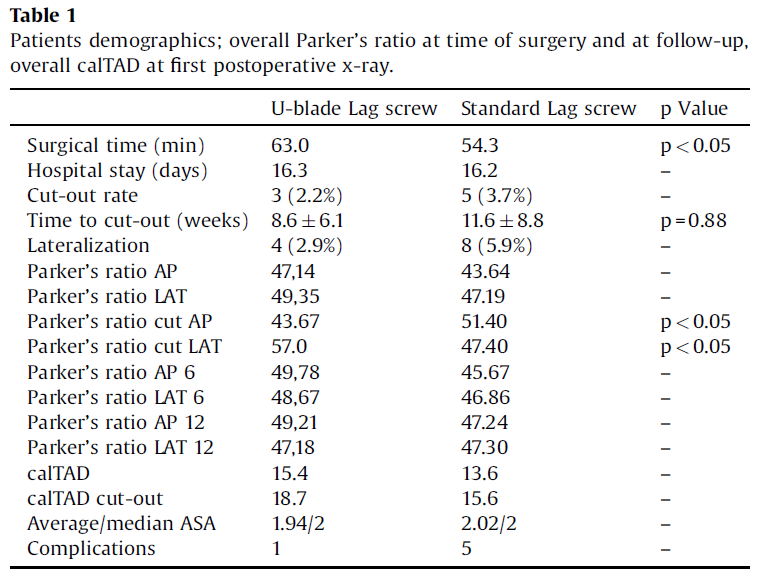 Table 1
Patients demographics; overall Parker's ratio at time of surgery and at follow-up,
overall calTAD at first postoperative x-ray.
U-blade Lag screw Standard Lag screw p Value
Surgical time (min) 63.0 54.3 p < 0.05
Hospital stay (days) 16.3 16.2 –
Cut-out rate 3 (2.2%) 5 (3.7%) –
Time to cut-out (weeks) 8.6 ± 6.1 11.6 ± 8.8 p = 0.88
Lateralization 4 (2.9%) 8 (5.9%) –
Parker's ratio AP 47,14 43.64 –
Parker's ratio LAT 49,35 47.19 –
Parker's ratio cut AP 43.67 51.40 p < 0.05
Parker's ratio cut LAT 57.0 47.40 p < 0.05
Parker's ratio AP 6 49,78 45.67 –
Parker's ratio LAT 6 48,67 46.86 –
Parker's ratio AP 12 49,21 47.24 –
Parker's ratio LAT 12 47,18 47.30 –
calTAD 15.4 13.6 –
calTAD cut-out 18.7 15.6 –
Average/median ASA 1.94/2 2.02/2 –
Complications 1 5 –